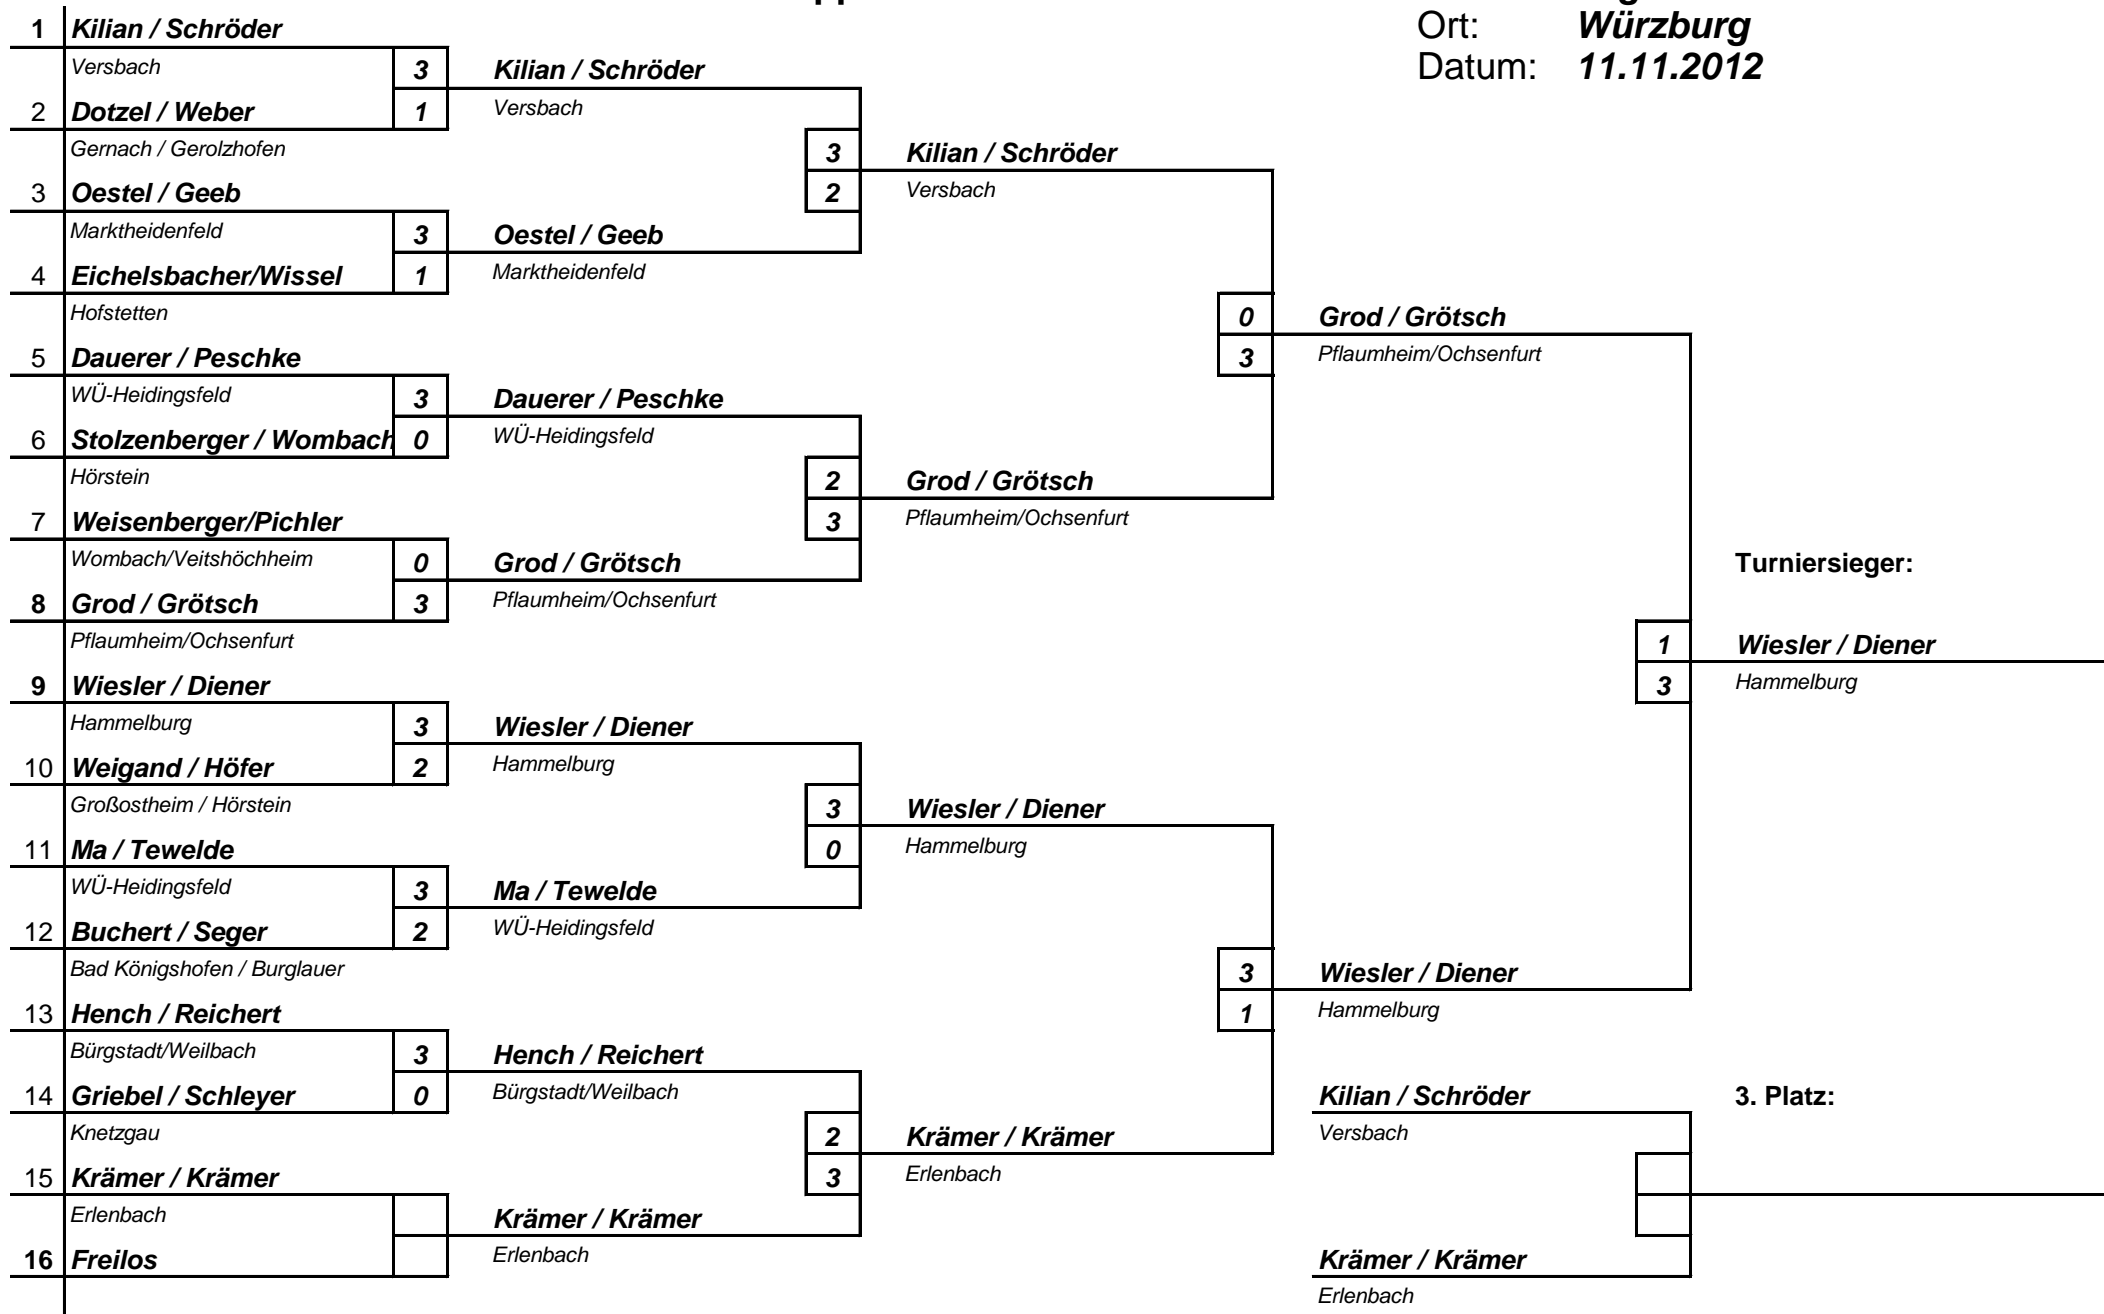 Ort: Würzburg
Datum: 11.11.2012
1 Kilian / Schröder
Versbach 3 Kilian / Schröder
2 Dotzel / Weber 1 Versbach
Gernach / Gerolzhofen 3 Kilian / Schröder
3 Oestel / Geeb 2 Versbach
Marktheidenfeld 3 Oestel / Geeb
4 Eichelsbacher/Wissel 1 Marktheidenfeld
Hofstetten 0 Grod / Grötsch
5 Dauerer / Peschke 3 Pflaumheim/Ochsenfurt
WÜ-Heidingsfeld 3 Dauerer / Peschke
6 Stolzenberger / Wombach 0 WÜ-Heidingsfeld
Hörstein 2 Grod / Grötsch
7 Weisenberger/Pichler 3 Pflaumheim/Ochsenfurt
Wombach/Veitshöchheim 0 Grod / Grötsch Turniersieger:
8 Grod / Grötsch 3 Pflaumheim/Ochsenfurt
Pflaumheim/Ochsenfurt 1 Wiesler / Diener
9 Wiesler / Diener 3 Hammelburg
Hammelburg 3 Wiesler / Diener
10 Weigand / Höfer 2 Hammelburg
Großostheim / Hörstein 3 Wiesler / Diener
11 Ma / Tewelde 0 Hammelburg
WÜ-Heidingsfeld 3 Ma / Tewelde
12 Buchert / Seger 2 WÜ-Heidingsfeld
Bad Königshofen / Burglauer 3 Wiesler / Diener
13 Hench / Reichert 1 Hammelburg
Bürgstadt/Weilbach 3 Hench / Reichert
14 Griebel / Schleyer 0 Bürgstadt/Weilbach Kilian / Schröder 3. Platz:
Knetzgau 2 Krämer / Krämer Versbach
15 Krämer / Krämer 3 Erlenbach
Erlenbach Krämer / Krämer
16 Freilos Erlenbach Krämer / Krämer
Erlenbach